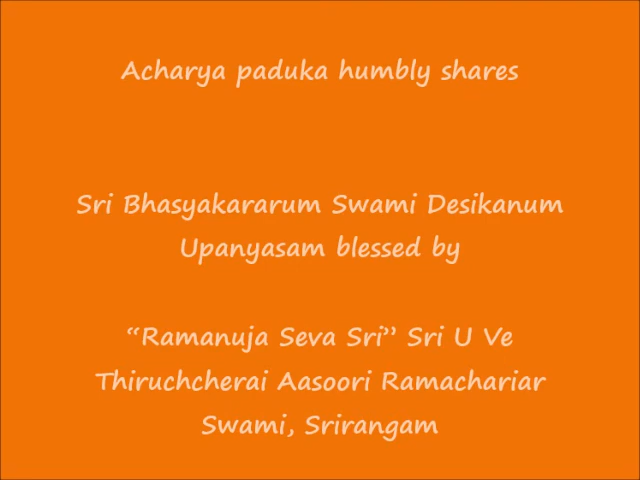 Acharya paduka humbly shares
Sri Bhasyakararum Swami Desikanum
Upanyasam blessed by
“Ramanuja Seva Sri” Sri U Ve
Thiruchcherai Aasoori Ramachariar
Swami, Srirangam